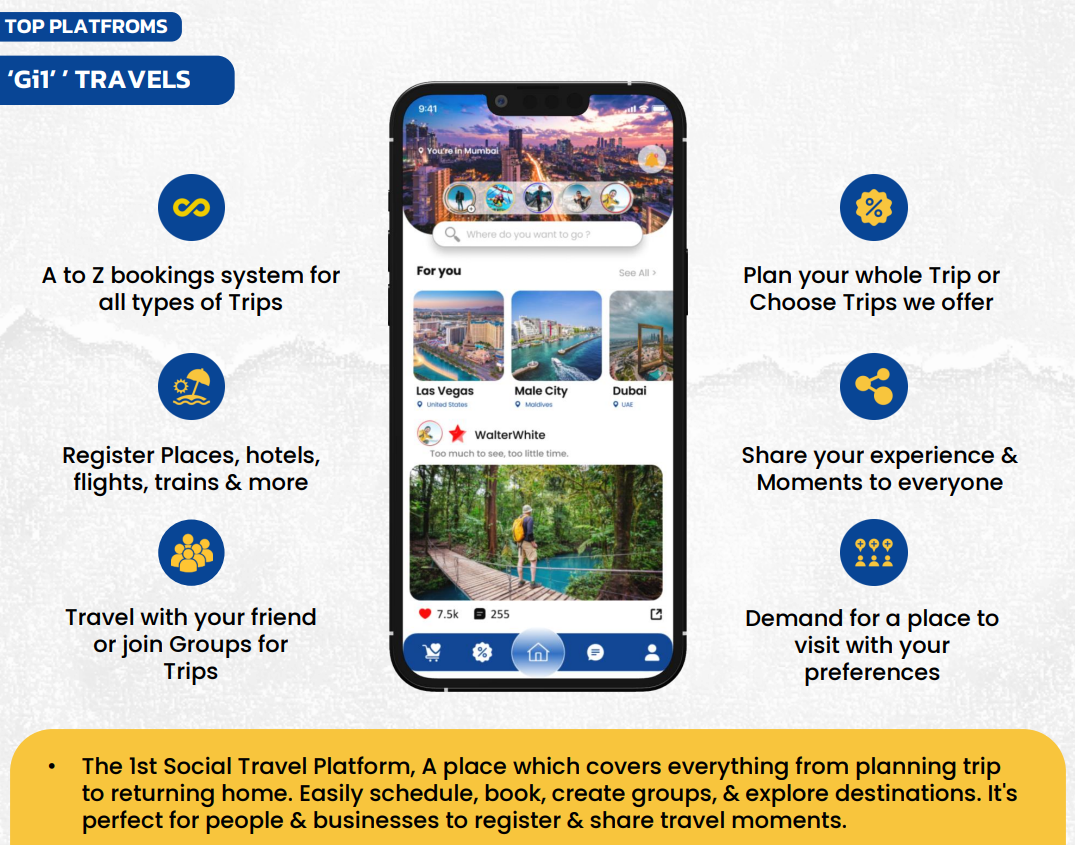 TOP PLATFROMS
‘Gi1’ ’ TRAVELS
A to Z bookings system for
all types of Trips
Register Places, hotels,
flights, trains & more
Travel with your friend
or join Groups for
Trips
9:41
You're in Mumbai
Where do you want to go ?
For you
See All >
Las Vegas
United States
Male City
Maldives
Dubai
UAE
WalterWhite
Too much to see, too little time.
7.5k
255
Plan your whole Trip or
Choose Trips we offer
Share your experience &
Moments to everyone
Demand for a place to
visit with your
preferences
• The 1st Social Travel Platform, A place which covers everything from planning trip
to returning home. Easily schedule, book, create groups, & explore destinations. It's
perfect for people & businesses to register & share travel moments.